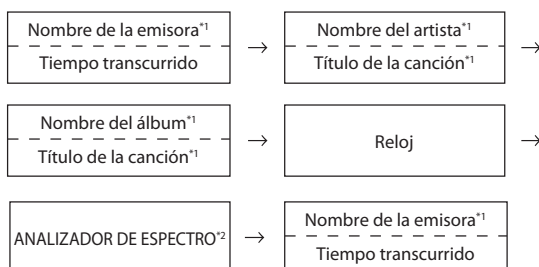 Nombre de la emisora*1
Tiempo transcurrido
→
Nombre del artista*1
Título de la canción*1
→
Nombre del álbum*1
Título de la canción*1
→
Reloj
→
ANALIZADOR DE ESPECTRO*2
→
Nombre de la emisora*1
Tiempo transcurrido